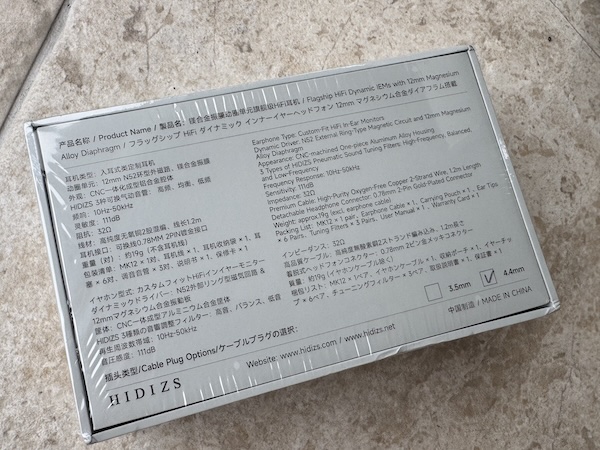 产品名称 / Product Name / 製品名: 镁合金振膜动圈单元旗舰级HiFi耳机 / Flagship HiFi Dynamic IEMs with 12mm Magnesium
Alloy Diaphragm / フラッグシップ HiFi ダイナミック インナーイヤーヘッドフォン 12mm マグネシウム合金ダイアフラム搭載
耳机类型: 入耳式类定制耳机
动圈单元: 12mm N52环型外磁路, 镁合金振膜
外观: CNC一体化成型铝合金腔体
HIDIZS 3种可换气动音膏: 高频、均衡、低频
频响: 10Hz-50kHz
灵敏度: 111dB
阻抗: 32Ω
线材: 高纯度无氧铜2股混编, 线长1.2m
耳机接口: 可换线0.78MM 2PIN镀金接口
重量（对）: 约19g（不含耳机线）
包装清单: MK12 × 1对、耳机线 × 1、耳机收纳袋 × 1、耳
塞 × 6对、调音音膏 × 3对、说明书 × 1、保修卡 × 1
Earphone Type: Custom-Fit HiFi In-Ear Monitors
Dynamic Driver: N52 External Ring-Type Magnetic Circuit and 12mm Magnesium
Alloy Diaphragm
Appearance: CNC-machined One-piece Aluminum Alloy Housing,
3 Types of HIDIZS Pneumatic Sound Tuning Filters: High-Frequency, Balanced,
and Low-Frequency
Frequency Response: 10Hz-50kHz
Sensitivity: 111dB
Impedance: 32Ω
Premium Cable: High-Purity Oxygen-Free Copper 2-Strand Wire, 1.2m Length
Detachable Headphone Connector: 0.78mm 2-Pin Gold-Plated Connector
Weight: approx.19g (excl. earphone cable)
Packing List: MK12 × 1 pair, Earphone Cable × 1, Carrying Pouch × 1, Ear Tips
× 6 Pairs, Tuning Filters × 3 Pairs, User Manual × 1, Warranty Card × 1
イヤホン型式: カスタムフィットHiFiインイヤーモニター
ダイナミックドライバー: N52外部リング型磁気回路 &
12mmマグネシウム合金振動板
筐体: CNC一体成型アルミニウム合金筐体
HIDIZS 3種類の音響調整フィルター: 高音、バランス、低音
再生周波数帯域: 10Hz-50kHz
音圧感度: 111dB
インピーダンス: 32Ω
高品質ケーブル: 高純度無酸素銅2ストランド編み込み、1.2m長さ
着脱式ヘッドフォンコネクター: 0.78mm 2ピン金メッキコネクター
質量: 約19g (イヤホンケーブル除く)
梱包リスト: MK12 × 1ペア、イヤホンケーブル × 1、収納ポーチ × 1、イヤーチッ
プ × 6ペア、チューニングフィルター × 3ペア、取扱説明書 × 1、保証書 × 1
插头类型/Cable Plug Options/ケーブルプラグの選択:
3.5mm
4.4mm
HIDIZS
Website: www.hidizs.com / www.hidizs.net
中国制造 / MADE IN CHINA